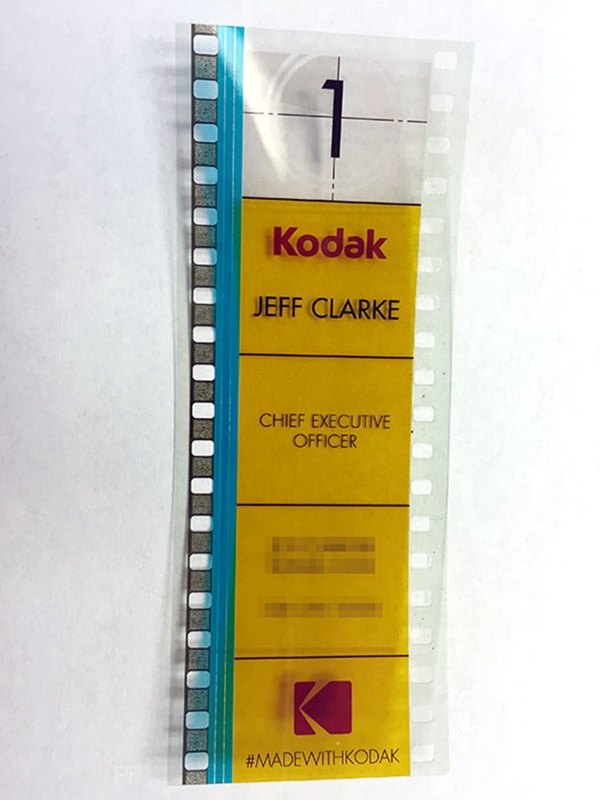 1
Kodak
JEFF CLARKE
CHIEF EXECUTIVE
OFFICER
#MADEWITHKODAK